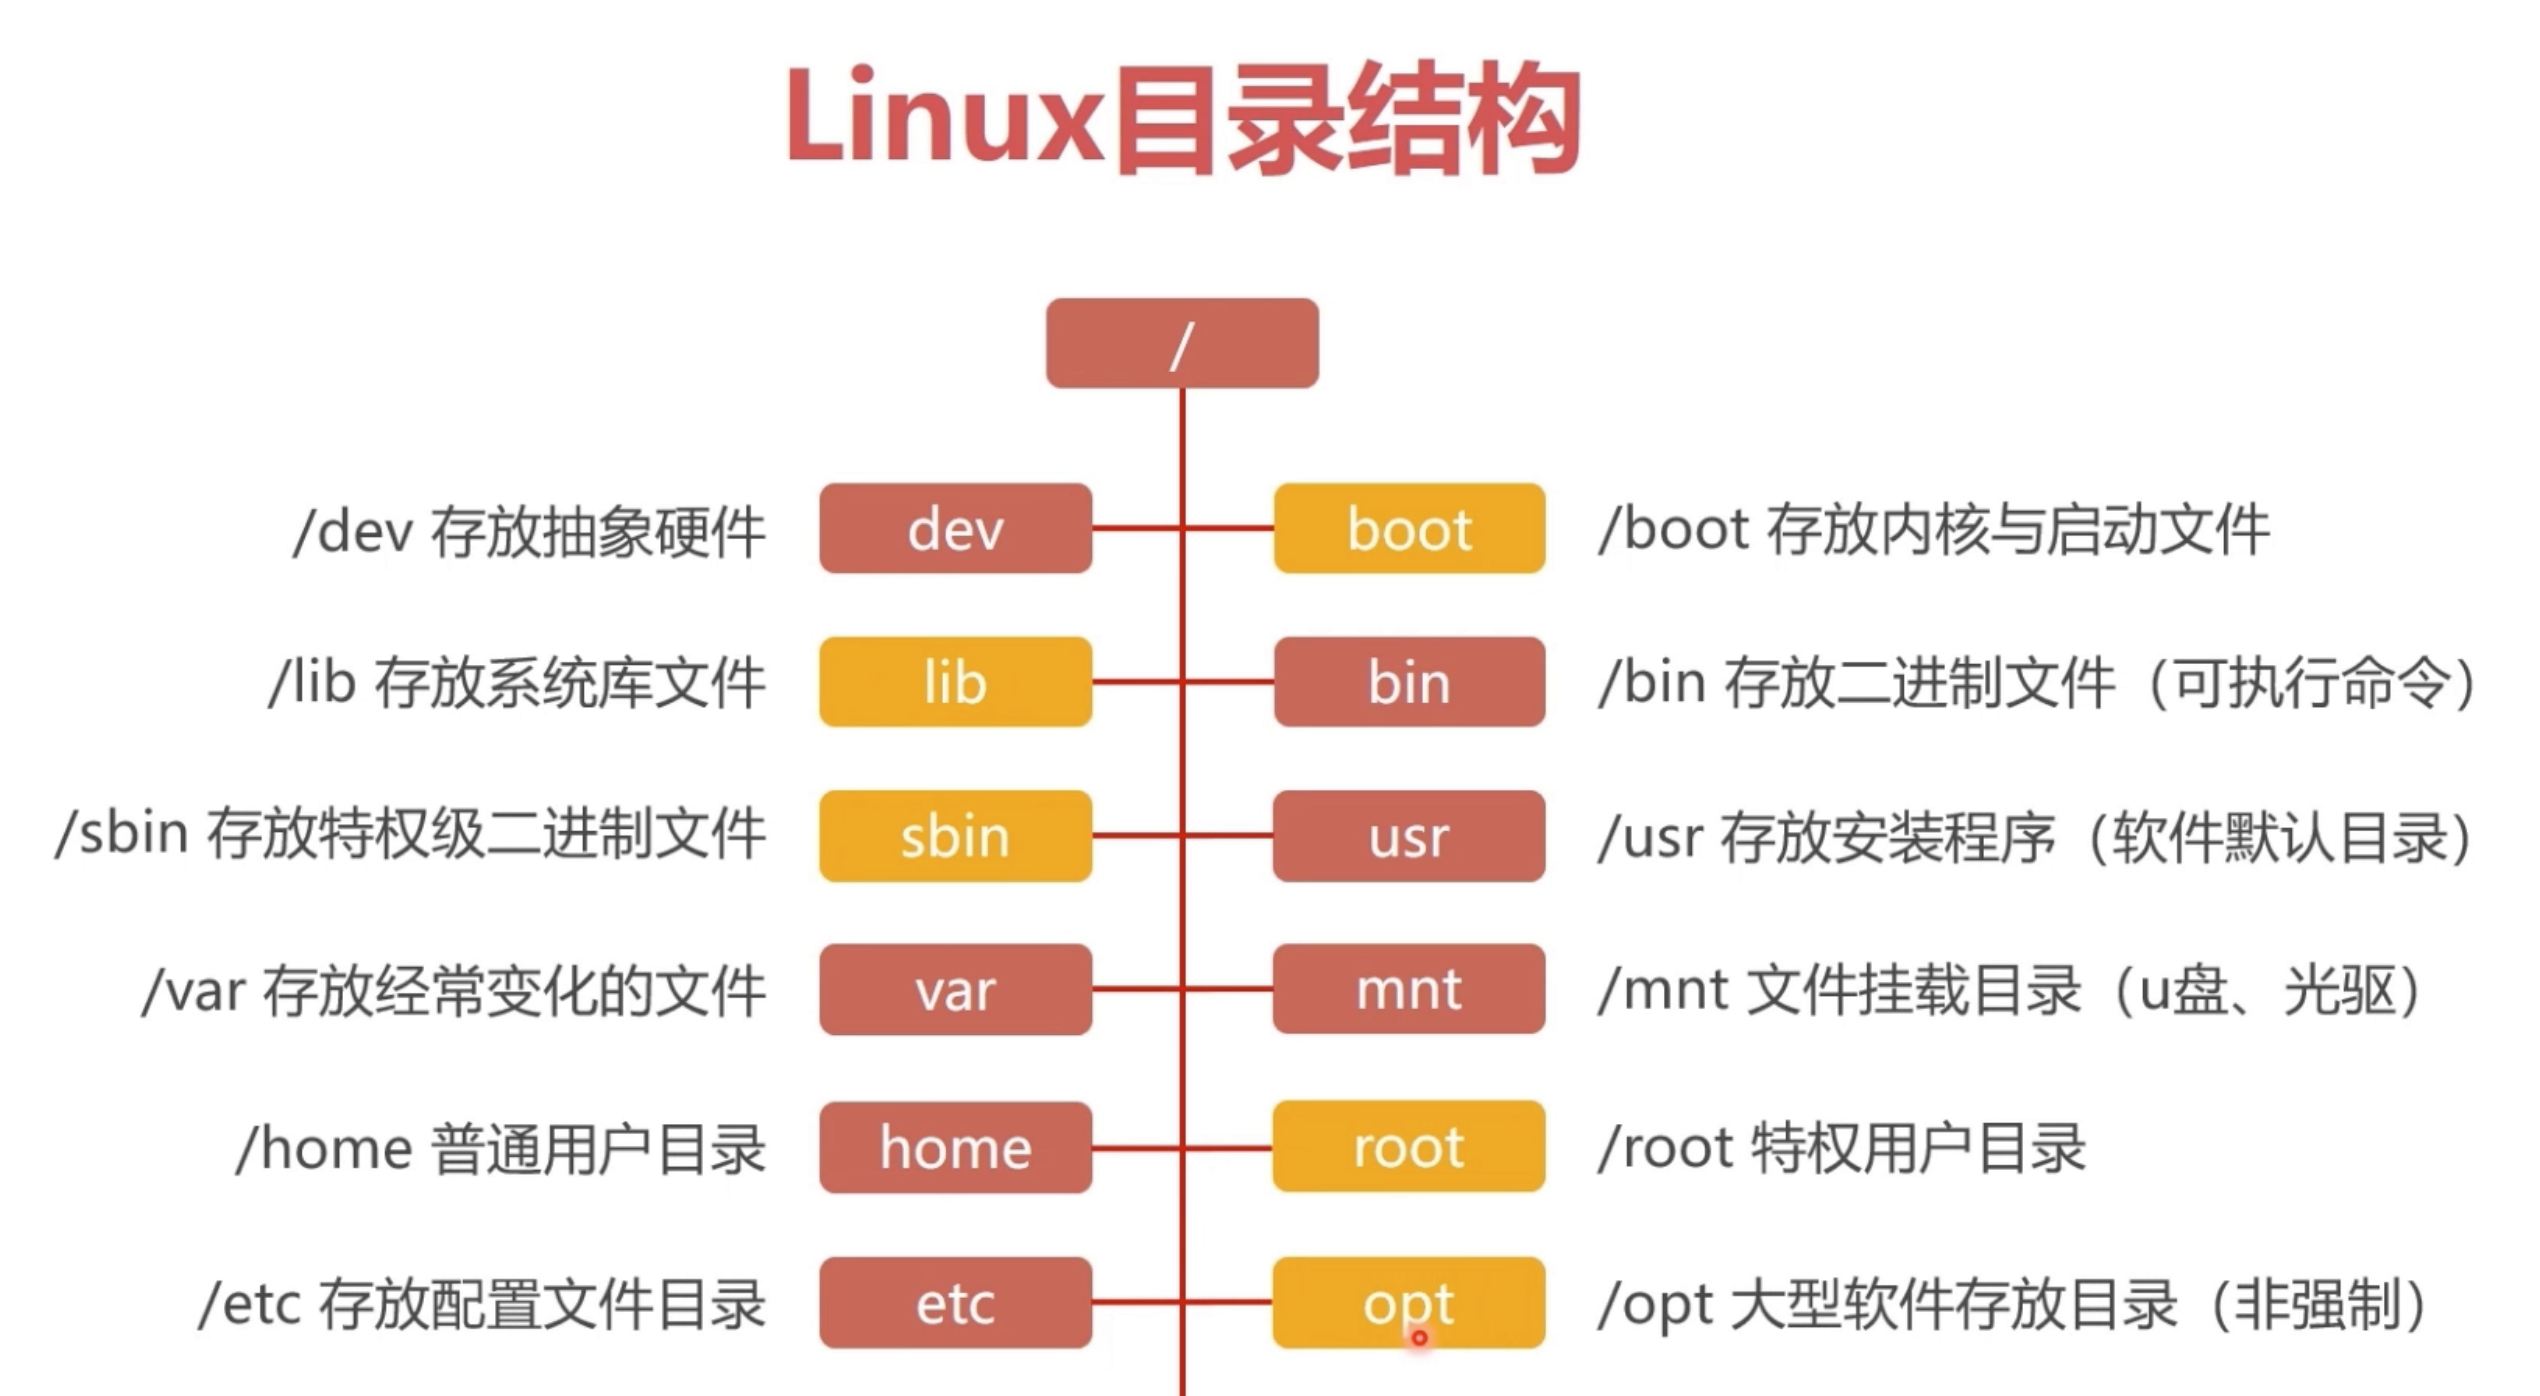 Linux目录结构
/
/dev 存放抽象硬件 dev boot /boot 存放内核与启动文件
/lib 存放系统库文件 lib bin /bin 存放二进制文件（可执行命令）
/sbin 存放特权级二进制文件 sbin usr /usr 存放安装程序（软件默认目录）
/var 存放经常变化的文件 var mnt /mnt 文件挂载目录（u盘、光驱）
/home 普通用户目录 home root /root 特权用户目录
/etc 存放配置文件目录 etc opt /opt 大型软件存放目录（非强制）